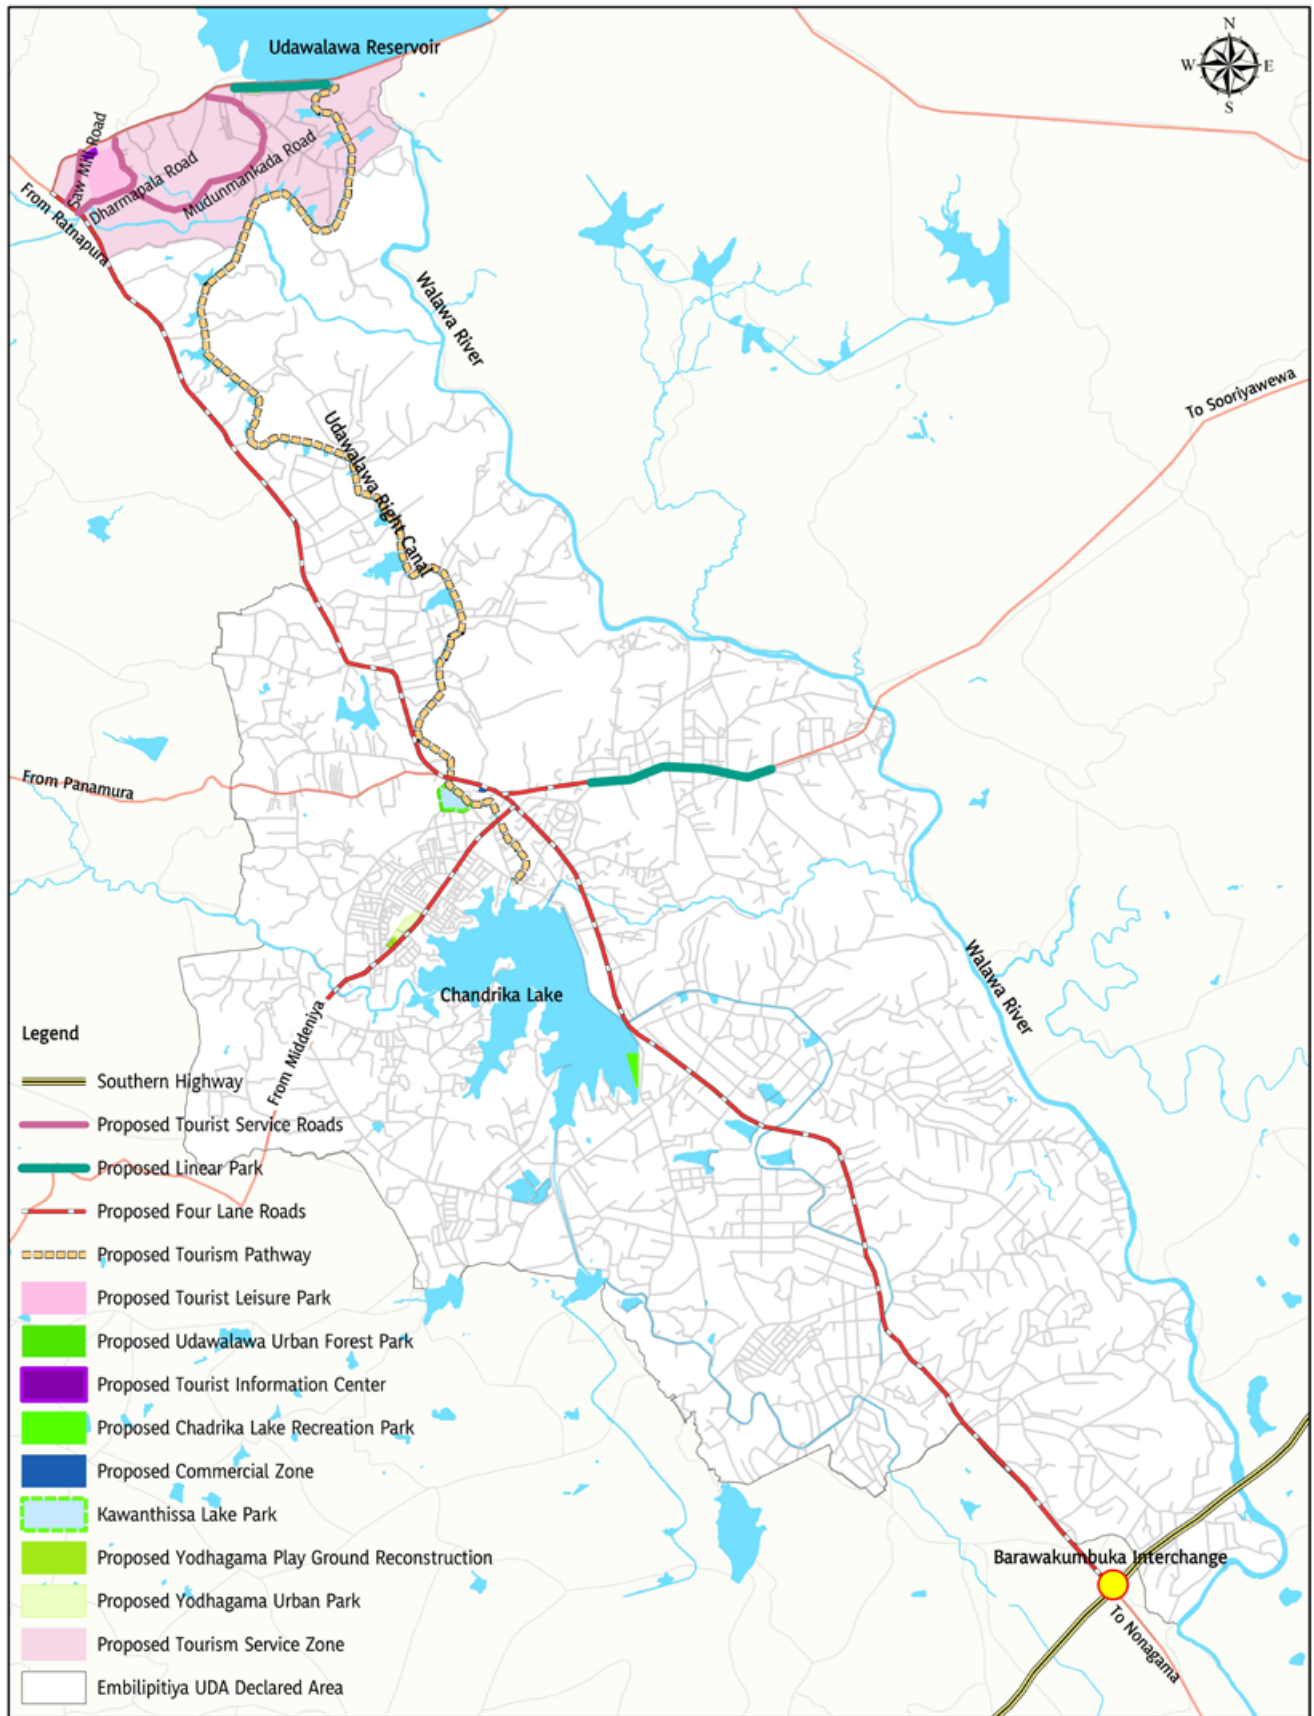 Udawalawa Reservoir
N
W
E
S
Saw Mill Road
Dharmapala Road
Mudunmankada Road
From Ratnapura
Walawa River
To Sooriyawewa
Udawalawa Right Canal
From Panamura
Walawa River
Chandrika Lake
From Middeniya
Legend
Southern Highway
Proposed Tourist Service Roads
Proposed Linear Park
Proposed Four Lane Roads
Proposed Tourism Pathway
Proposed Tourist Leisure Park
Proposed Udawalawa Urban Forest Park
Proposed Tourist Information Center
Proposed Chadrika Lake Recreation Park
Proposed Commercial Zone
Kawanthissa Lake Park
Proposed Yodhagama Play Ground Reconstruction
Proposed Yodhagama Urban Park
Proposed Tourism Service Zone
Embilipitiya UDA Declared Area
Barawakumbuka Interchange
To Nonagama